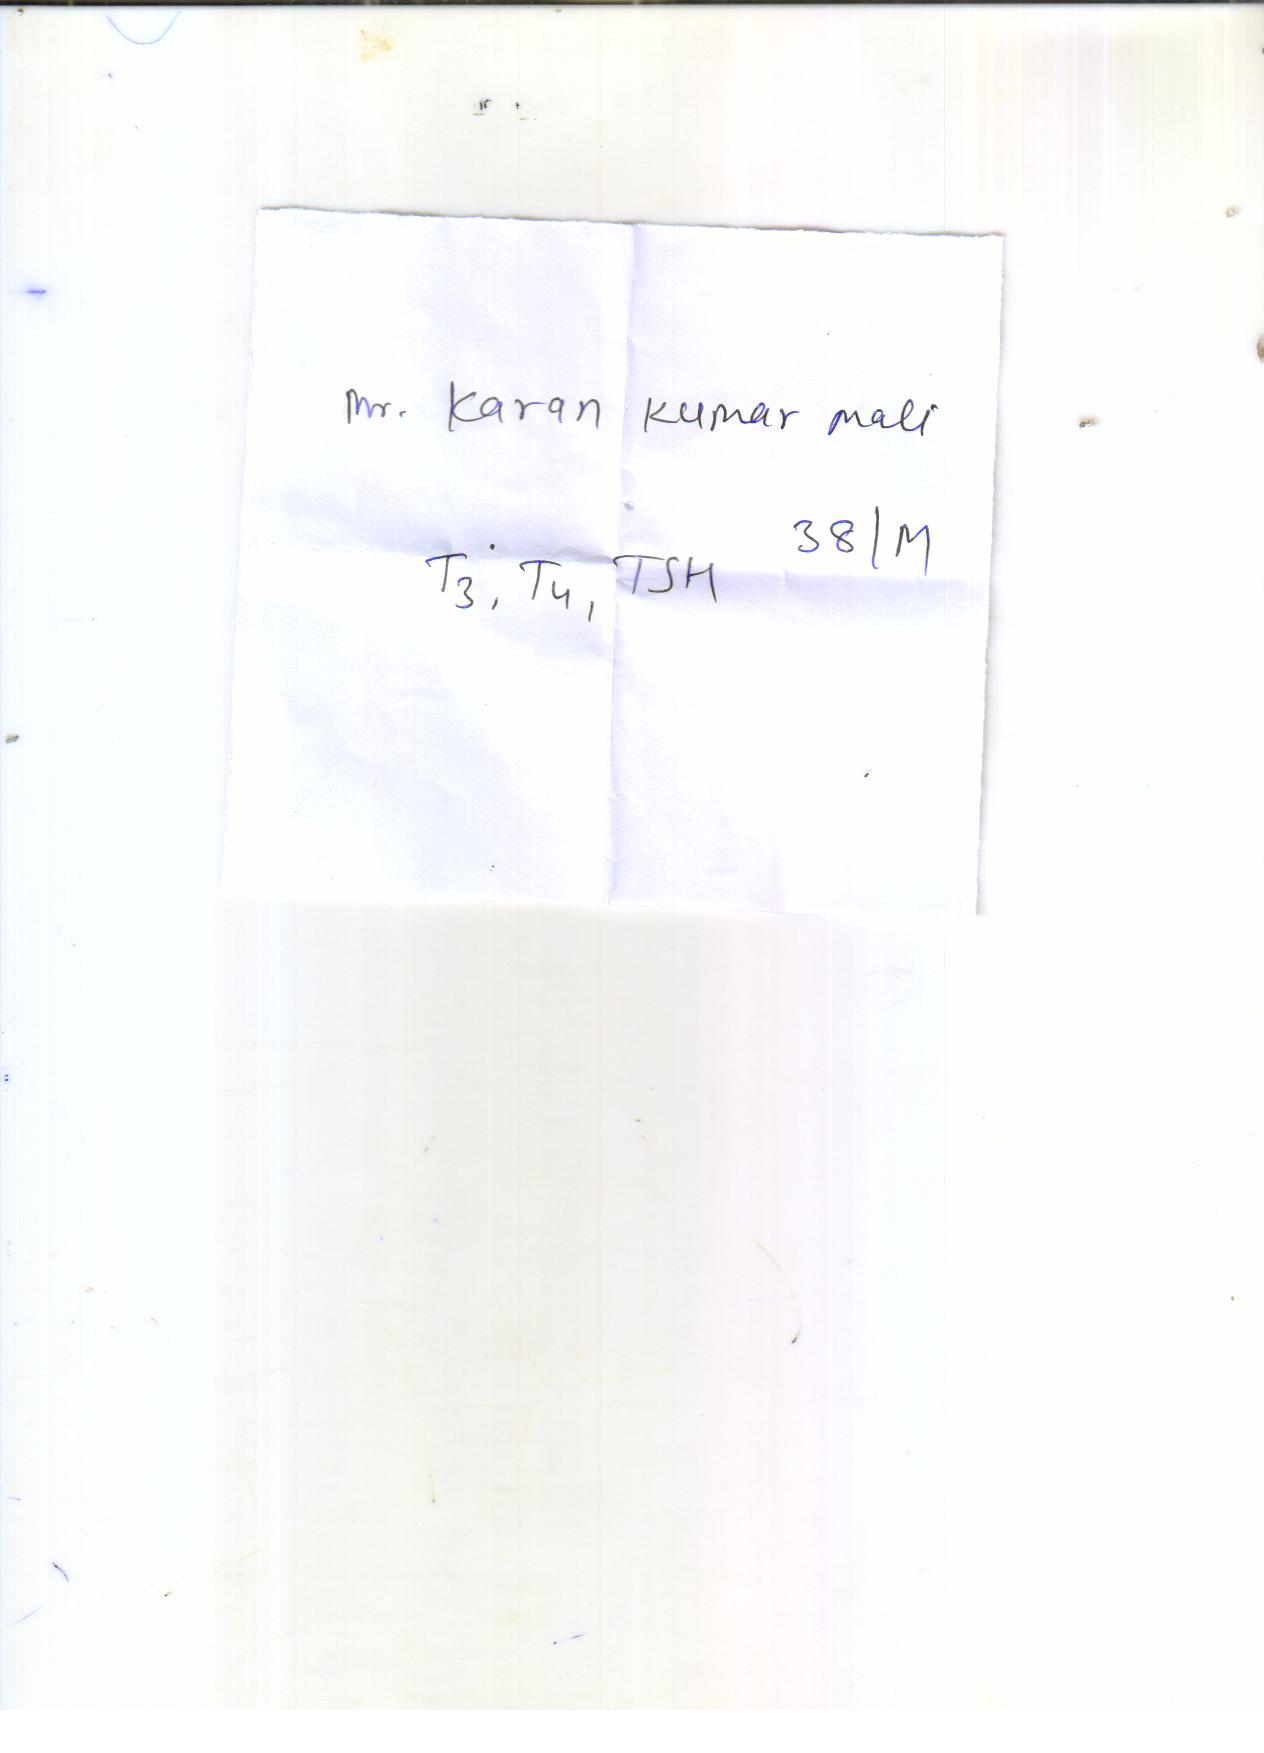 Mr. Karan Kumar Mali
38/M
T3, T4, TSH